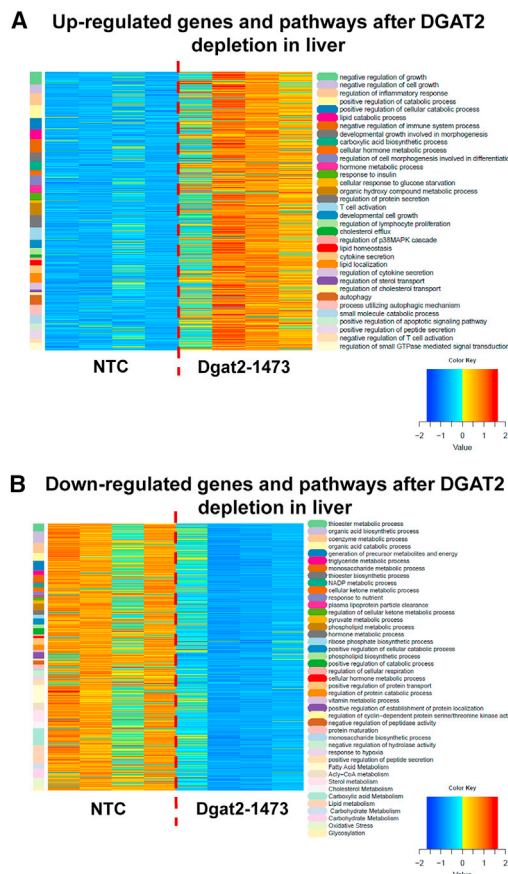 A
Up-regulated genes and pathways after DGAT2
depletion in liver
negative regulation of growth
negative regulation of cell growth
regulation of inflammatory response
positive regulation of catabolic process
positive regulation of cellular catabolic process
lipid catabolic process
negative regulation of immune system process
developmental growth involved in morphogenesis
carboxylic acid biosynthetic process
cellular hormone metabolic process
regulation of cell morphogenesis involved in differentiatio
hormone metabolic process
response to insulin
cellular response to glucose starvation
organic hydroxy compound metabolic process
regulation of protein secretion
T cell activation
developmental cell growth
regulation of lymphocyte proliferation
cholesterol efflux
regulation of p38MAPK cascade
lipid homeostasis
cytokine secretion
lipid localization
regulation of cytokine secretion
regulation of sterol transport
regulation of cholesterol transport
autophagy
process utilizing autophagic mechanism
small molecule catabolic process
positive regulation of apoptotic signaling pathway
positive regulation of peptide secretion
negative regulation of T cell activation
regulation of small GTPase mediated signal transduction
NTC
Dgat2-1473
Color Key
-2 -1 0 1 2
Value
B
Down-regulated genes and pathways after DGAT2
depletion in liver
thioester metabolic process
organic acid biosynthetic process
coenzyme metabolic process
organic acid catabolic process
generation of precursor metabolites and energy
triglyceride metabolic process
monosaccharide metabolic process
thioester biosynthetic process
NADP metabolic process
cellular ketone metabolic process
response to nutrient
plasma lipoprotein particle clearance
regulation of cellular ketone metabolic process
pyruvate metabolic process
phospholipid metabolic process
hormone metabolic process
ribose phosphate biosynthetic process
positive regulation of cellular catabolic process
phospholipid biosynthetic process
positive regulation of catabolic process
regulation of cellular respiration
cellular hormone metabolic process
positive regulation of protein transport
regulation of protein catabolic process
vitamin metabolic process
positive regulation of establishment of protein localization
regulation of cyclin-dependent protein serine/threonine kinase act
negative regulation of peptidase activity
protein maturation
monosaccharide biosynthetic process
negative regulation of hydrolase activity
response to hypoxia
positive regulation of peptide secretion
Fatty Acid Metabolism
Acly-CoA metabolism
Sterol metabolism
Cholesterol Metabolism
Carboxylic acid Metabolism
Lipid metabolism
Carbohydrate Metabolism
Carbohydrate Metabolism
Oxidative Stress
Glycosylation
NTC
Dgat2-1473
Color Key
-2 -1 0 1 2
Value